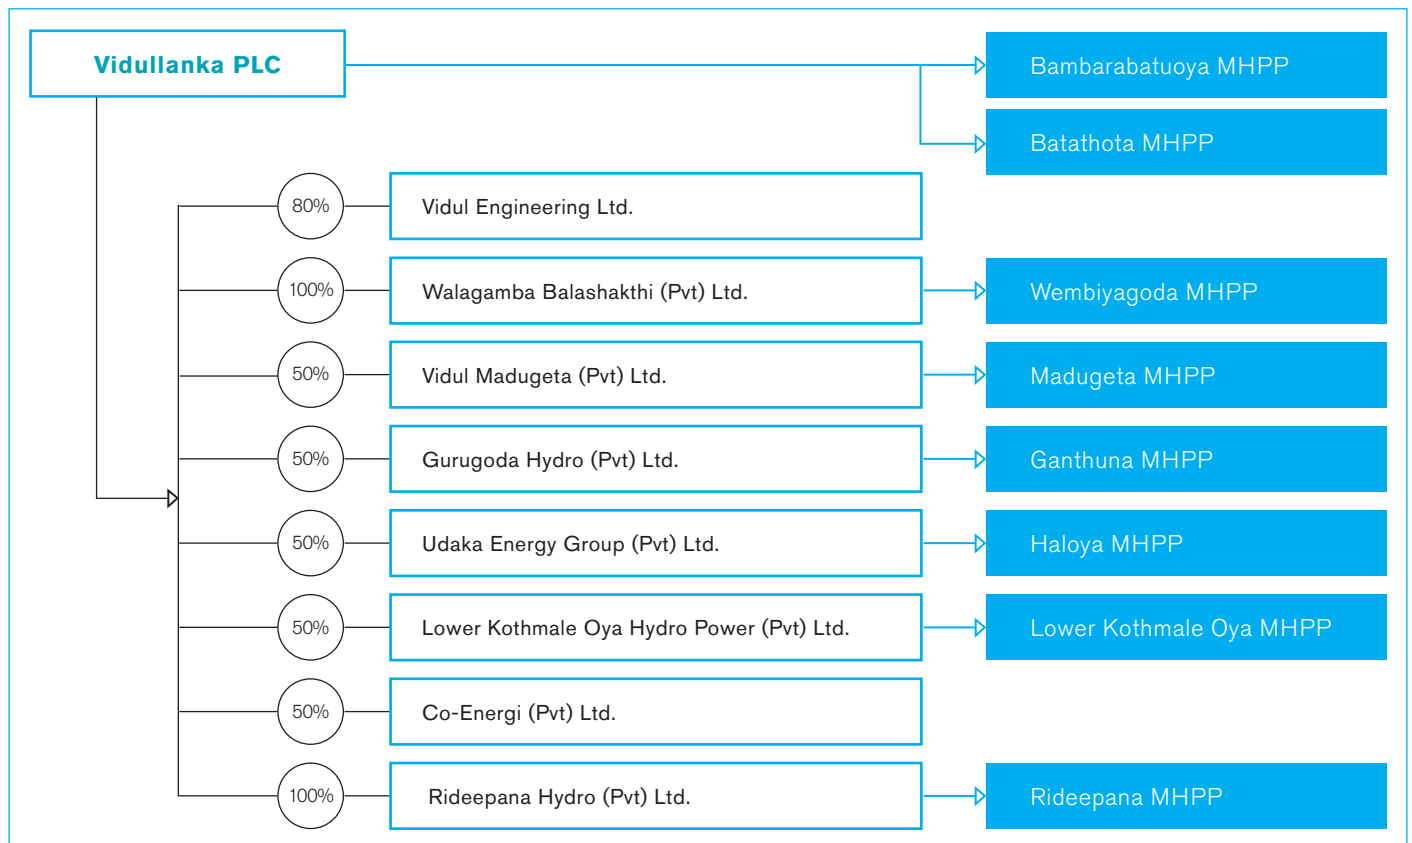 Vidullanka PLC
Bambarabatuoya MHPP
Batathota MHPP
80%
Vidul Engineering Ltd.
100%
Walagamba Balashakthi (Pvt) Ltd.
Wembiyagoda MHPP
50%
Vidul Madugeta (Pvt) Ltd.
Madugeta MHPP
50%
Gurugoda Hydro (Pvt) Ltd.
Ganthuna MHPP
50%
Udaka Energy Group (Pvt) Ltd.
Haloya MHPP
50%
Lower Kothmale Oya Hydro Power (Pvt) Ltd.
Lower Kothmale Oya MHPP
50%
Co-Energi (Pvt) Ltd.
100%
Rideepana Hydro (Pvt) Ltd.
Rideepana MHPP